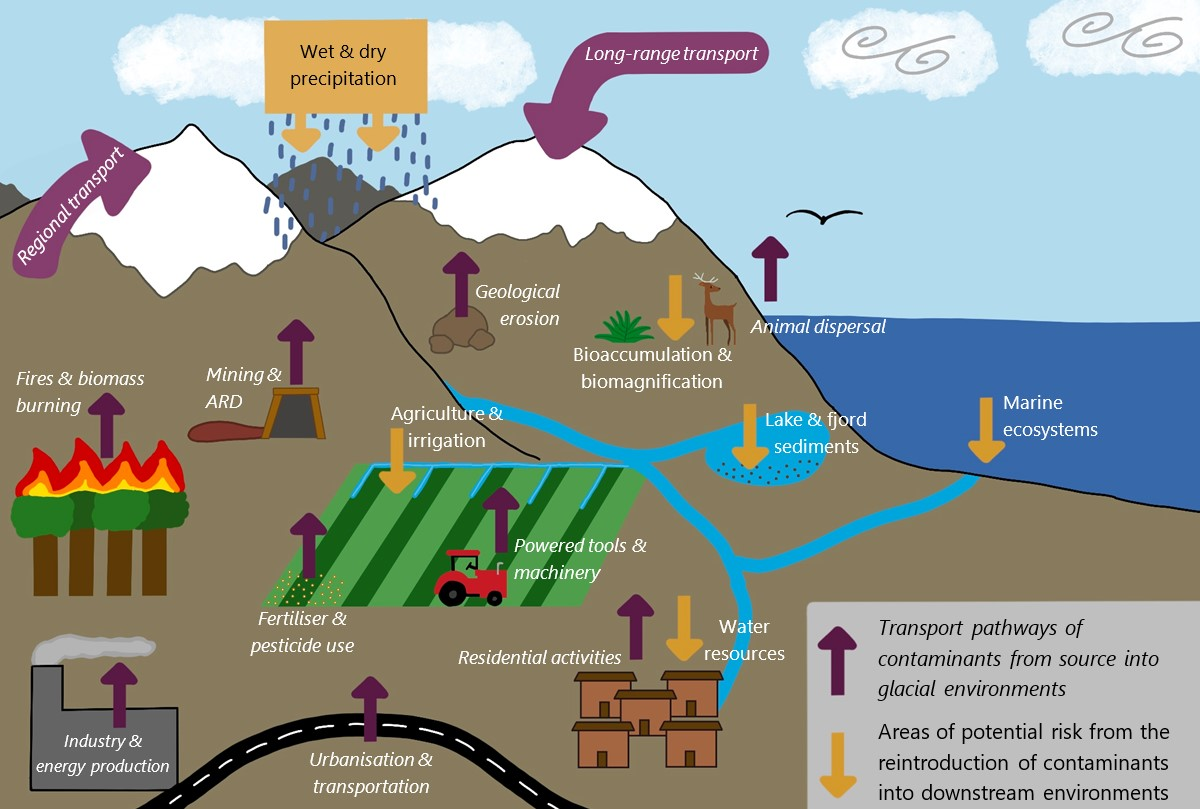 Wet & dry
precipitation
Long-range transport
Regional transport
Geological
erosion
Animal dispersal
Bioaccumulation &
biomagnification
Fires & biomass
burning
Mining &
ARD
Agriculture &
irrigation
Lake & fjord
sediments
Marine
ecosystems
Powered tools &
machinery
Fertiliser &
pesticide use
Residential activities
Water
resources
Industry &
energy production
Urbanisation &
transportation
Transport pathways of
contaminants from source into
glacial environments
Areas of potential risk from the
reintroduction of contaminants
into downstream environments